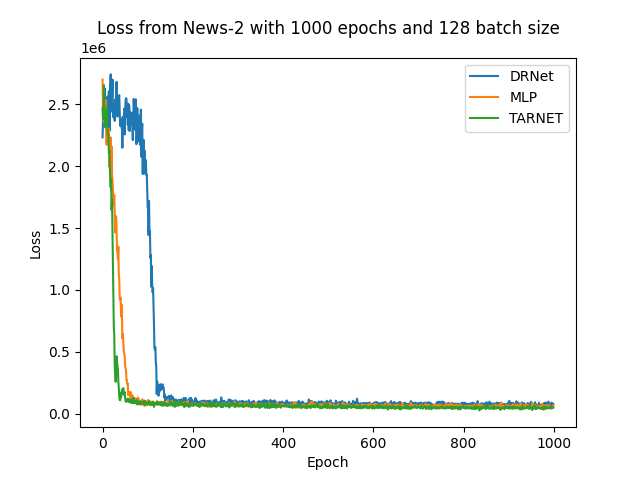 Loss from News-2 with 1000 epochs and 128 batch size
1e6
DRNet
MLP
TARNET
2.5
2.0
1.5
1.0
0.5
0.0
Loss
0 200 400 600 800 1000
Epoch